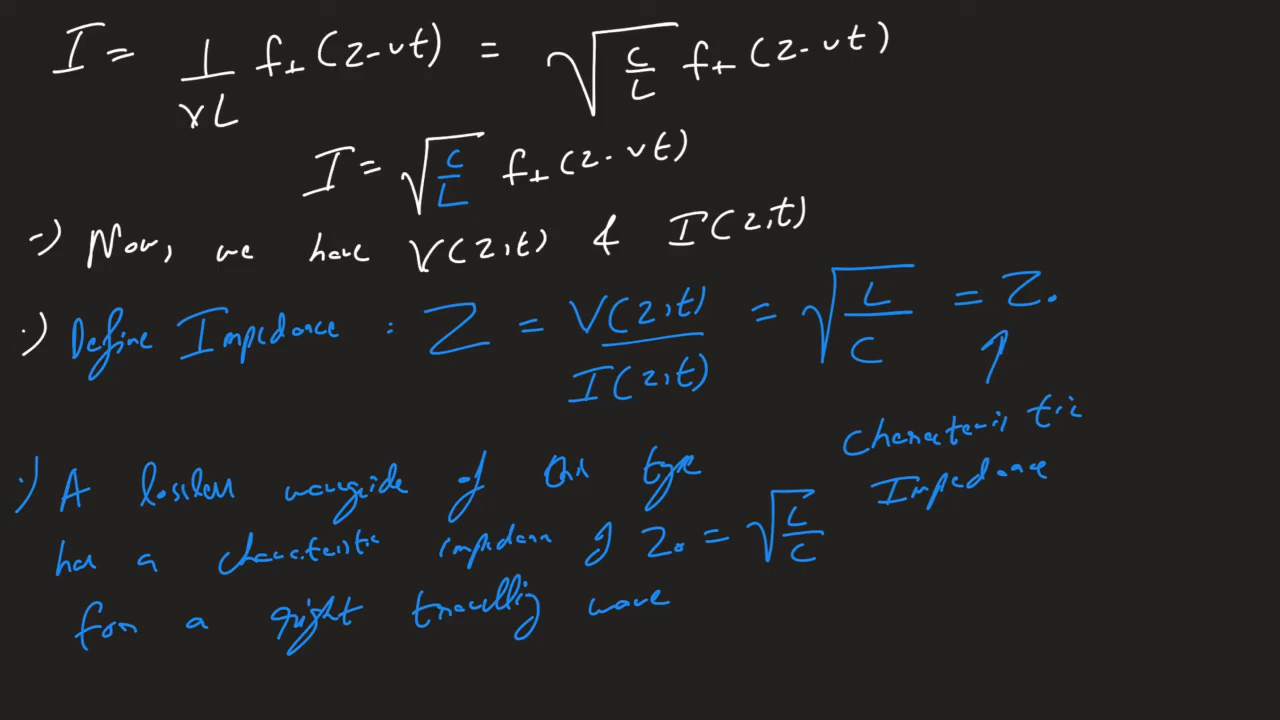 I = 1/vL f+(z-vt) = √(C/L) f+(z-vt)
I = √(C/L) f+(z-vt)
=) Now, we have V(z,t) & I(z,t)
:) Define Impedance : Z = V(z,t)/I(z,t) = √(L/C) = Z₀
↑
Characteristic
Impedance
:) A lossless waveguide of this type
has a characteristic impedance of Z₀ = √(L/C)
for a right travelling wave